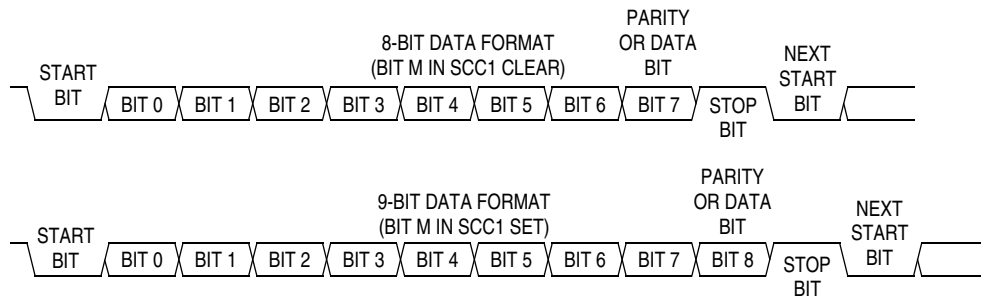 8-BIT DATA FORMAT
(BIT M IN SCC1 CLEAR)
PARITY
OR DATA
BIT
START
BIT
BIT 0
BIT 1
BIT 2
BIT 3
BIT 4
BIT 5
BIT 6
BIT 7
STOP
BIT
NEXT
START
BIT
9-BIT DATA FORMAT
(BIT M IN SCC1 SET)
PARITY
OR DATA
BIT
START
BIT
BIT 0
BIT 1
BIT 2
BIT 3
BIT 4
BIT 5
BIT 6
BIT 7
BIT 8
STOP
BIT
NEXT
START
BIT